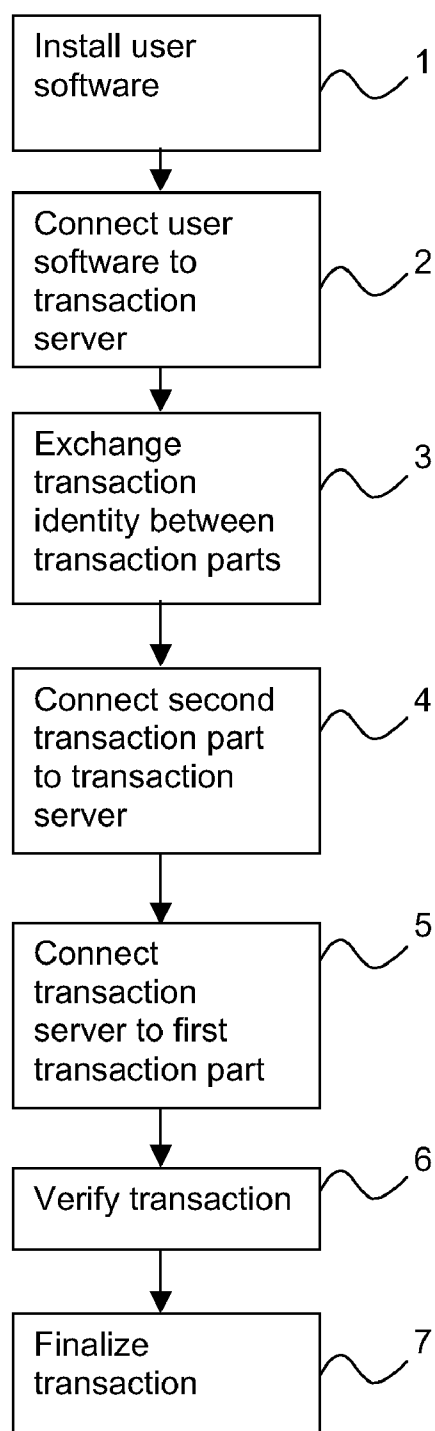 Install user
software
1
Connect user
software to
transaction
server
2
Exchange
transaction
identity between
transaction parts
3
Connect second
transaction part
to transaction
server
4
Connect
transaction
server to first
transaction part
5
Verify transaction
6
Finalize
transaction
7